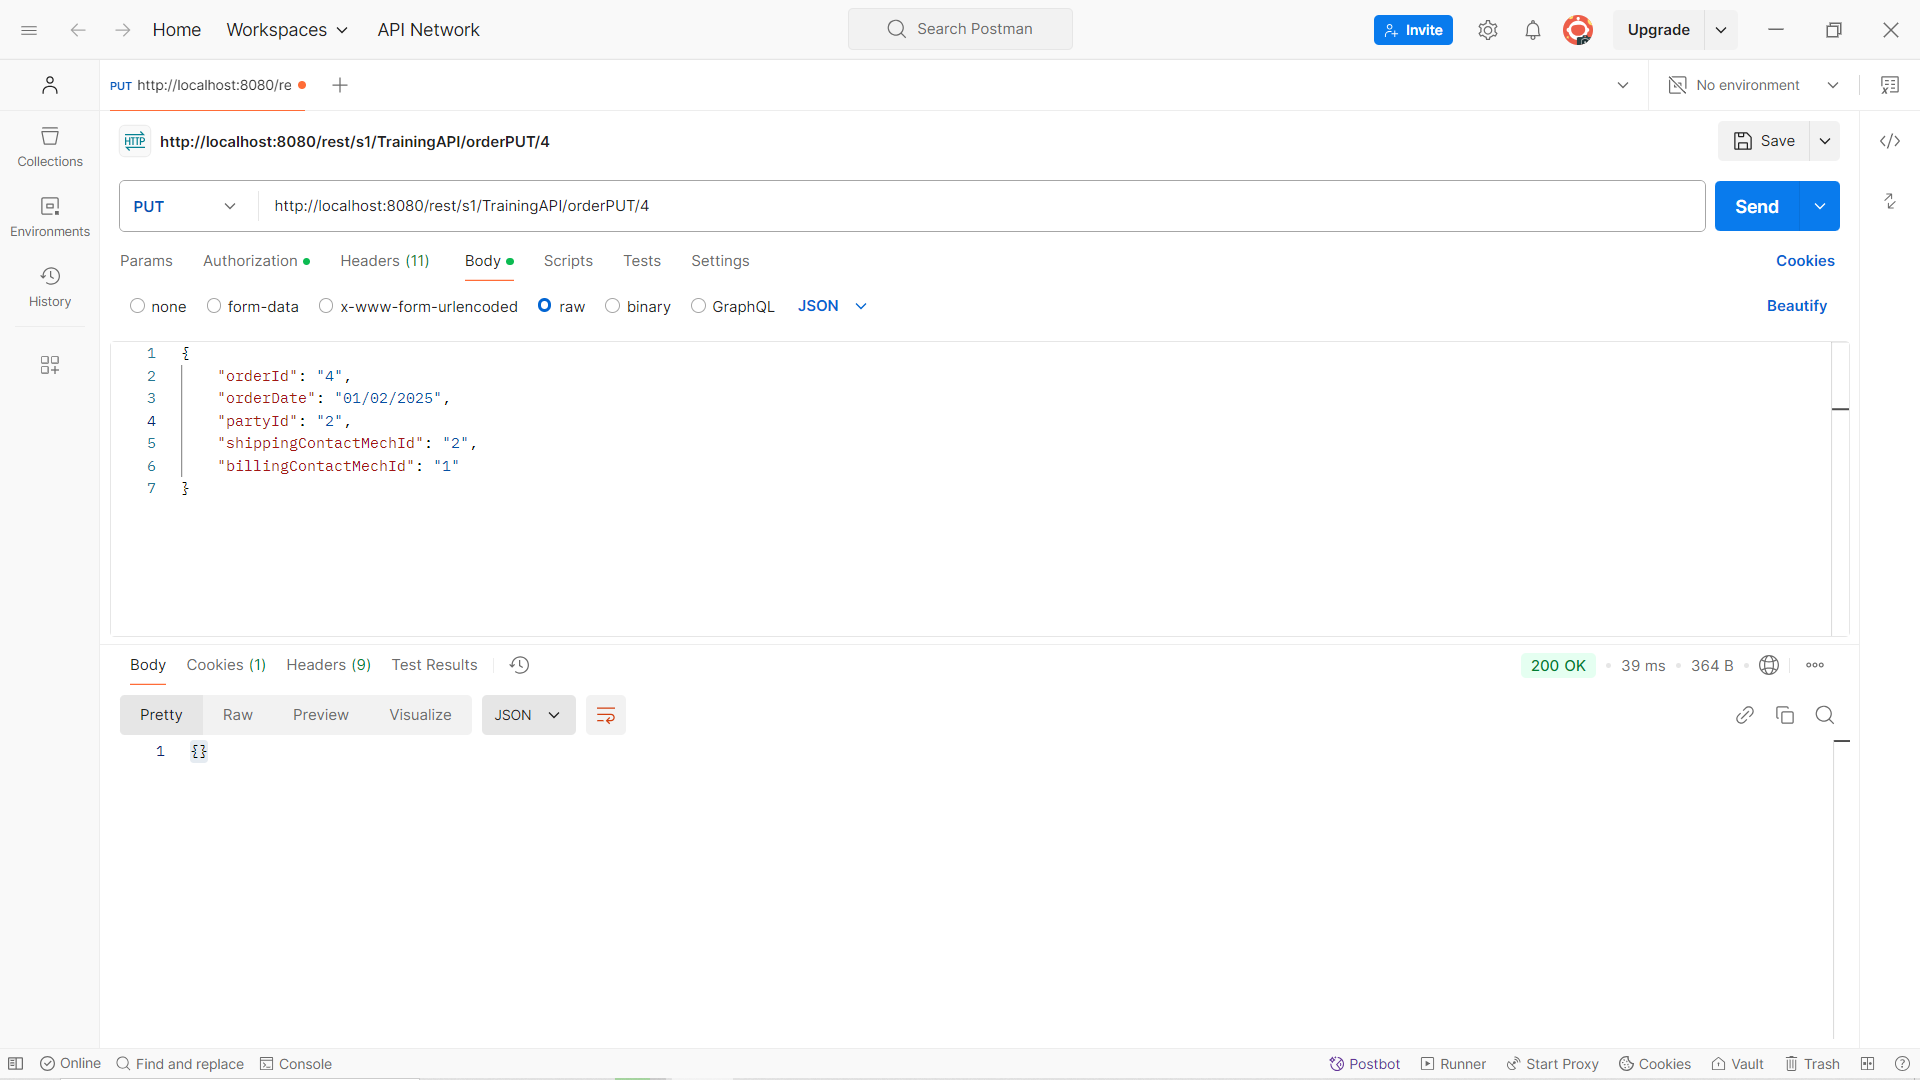 Home Workspaces API Network Search Postman Invite Upgrade
PUT http://localhost:8080/re No environment
HTTP http://localhost:8080/rest/s1/TrainingAPI/orderPUT/4 Save
Collections
PUT http://localhost:8080/rest/s1/TrainingAPI/orderPUT/4 Send
Environments
Params Authorization Headers (11) Body Scripts Tests Settings Cookies
History
none form-data x-www-form-urlencoded raw binary GraphQL JSON Beautify
1 {
2 "orderId": "4",
3 "orderDate": "01/02/2025",
4 "partyId": "2",
5 "shippingContactMechId": "2",
6 "billingContactMechId": "1"
7 }
Body Cookies (1) Headers (9) Test Results 200 OK 39 ms 364 B
Pretty Raw Preview Visualize JSON
1 {}
Online Find and replace Console Postbot Runner Start Proxy Cookies Vault Trash